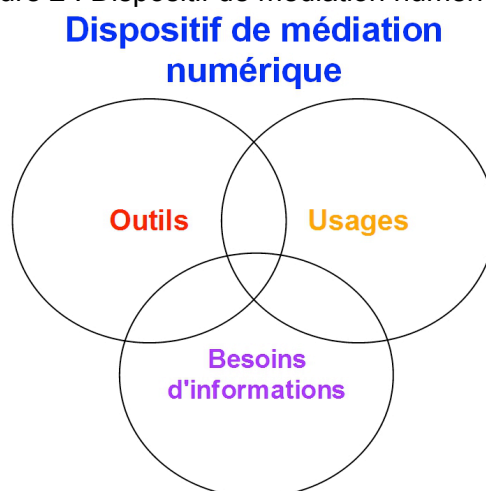 Dispositif de médiation
numérique
Outils
Usages
Besoins
d'informations